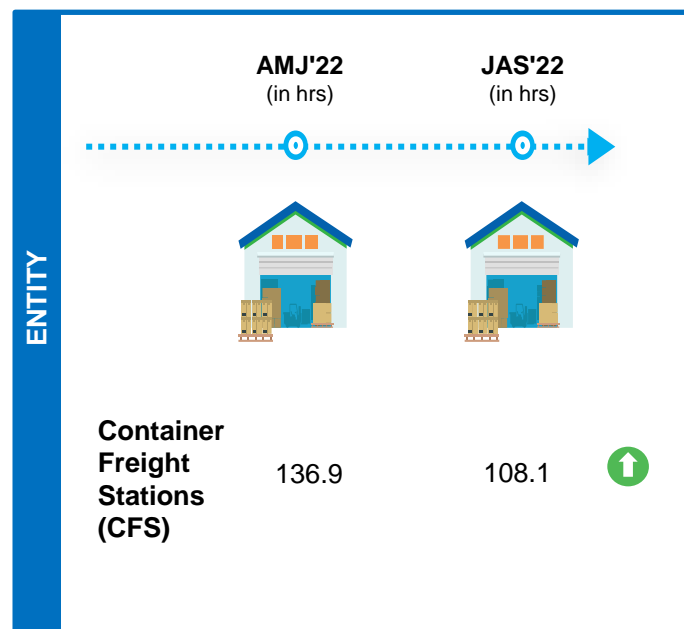 AMJ'22
(in hrs)
JAS'22
(in hrs)
ENTITY
Container
Freight
Stations
(CFS)
136.9
108.1